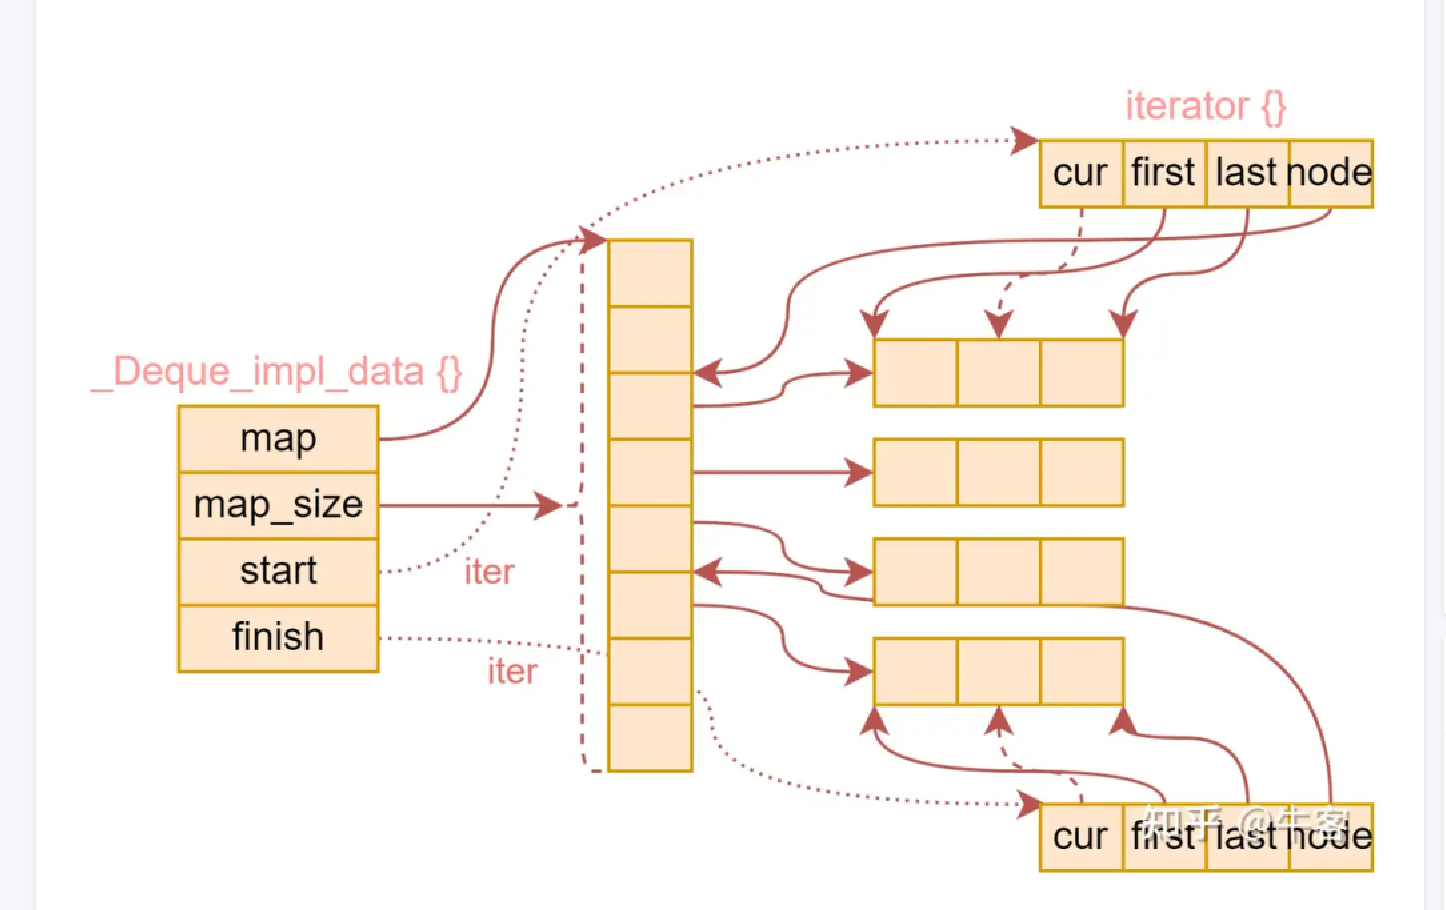 iterator {}
cur first last node
_Deque_impl_data {}
map
map_size
start
iter
finish
iter
cur first last node
知乎 @牛客